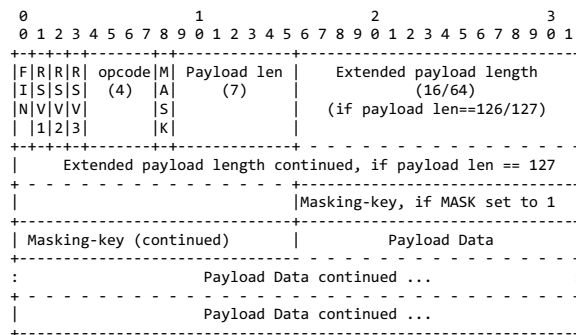 0                   1                   2                   3
 0 1 2 3 4 5 6 7 8 9 0 1 2 3 4 5 6 7 8 9 0 1 2 3 4 5 6 7 8 9 0 1
+-+-+-+-+-------+-+-------------+-------------------------------
|F|R|R|R| opcode|M| Payload len |    Extended payload length
|I|S|S|S|  (4)  |A|     (7)     |             (16/64)
|N|V|V|V|       |S|             |   (if payload len==126/127)
| |1|2|3|       |K|             |
+-+-+-+-+-------+-+-------------+ - - - - - - - - - - - - - - -
|     Extended payload length continued, if payload len == 127
+ - - - - - - - - - - - - - - - +-------------------------------
|                               |Masking-key, if MASK set to 1
+-------------------------------+-------------------------------
| Masking-key (continued)       |          Payload Data
+-------------------------------- - - - - - - - - - - - - - - -
:                     Payload Data continued ...
+ - - - - - - - - - - - - - - - - - - - - - - - - - - - - - - -
|                     Payload Data continued ...
+---------------------------------------------------------------